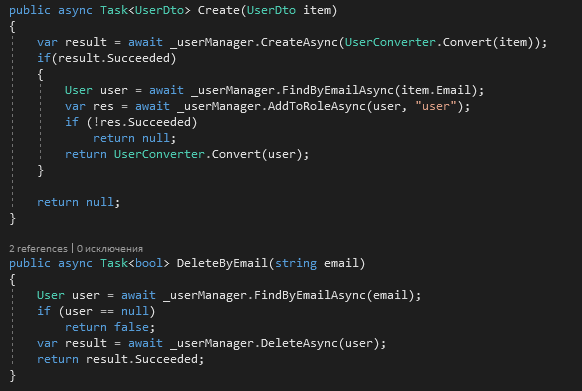 public async Task<UserDto> Create(UserDto item)
{
    var result = await _userManager.CreateAsync(UserConverter.Convert(item));
    if(result.Succeeded)
    {
        User user = await _userManager.FindByEmailAsync(item.Email);
        var res = await _userManager.AddToRoleAsync(user, "user");
        if (!res.Succeeded)
            return null;
        return UserConverter.Convert(user);
    }

    return null;
}
2 references | 0 исключения
public async Task<bool> DeleteByEmail(string email)
{
    User user = await _userManager.FindByEmailAsync(email);
    if (user == null)
        return false;
    var result = await _userManager.DeleteAsync(user);
    return result.Succeeded;
}